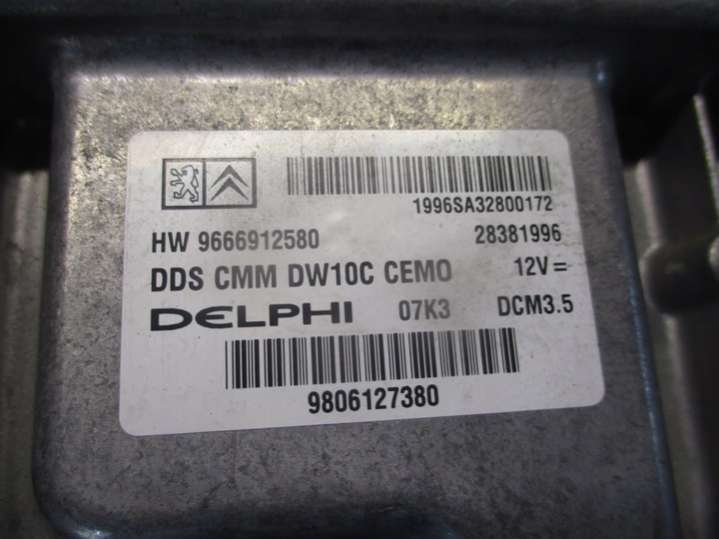 1996SA32800172
HW 9666912580 28381996
DDS CMM DW10C CEMO 12V =
DELPHI 07K3 DCM3.5
9806127380